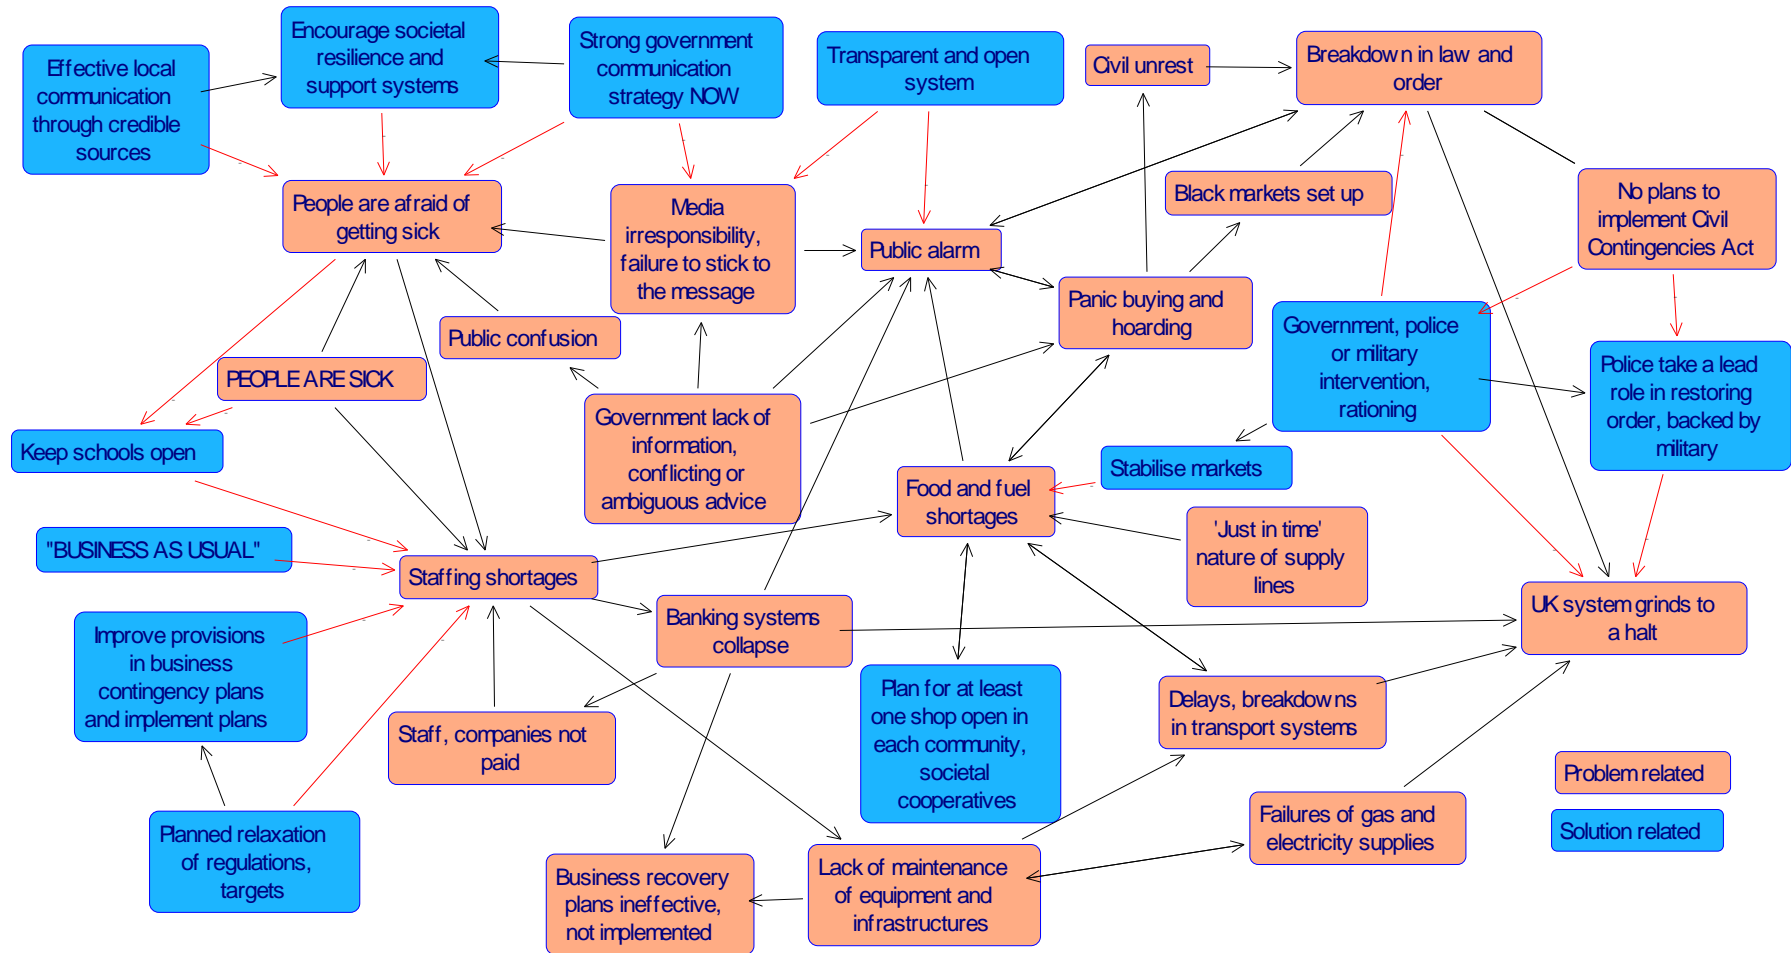 Effective local
communication
through credible
sources
Encourage societal
resilience and
support systems
Strong government
communication
strategy NOW
Transparent and open
system
Civil unrest
Breakdown in law and
order
People are afraid of
getting sick
Media
irresponsibility,
failure to stick to
the message
Public alarm
Black markets set up
No plans to
implement Civil
Contingencies Act
Panic buying and
hoarding
Public confusion
PEOPLE ARE SICK
Government, police
or military
intervention,
rationing
Police take a lead
role in restoring
order, backed by
military
Keep schools open
Government lack of
information,
conflicting or
ambiguous advice
Stabilise markets
Food and fuel
shortages
'Just in time'
nature of supply
lines
"BUSINESS AS USUAL"
Staffing shortages
Banking systems
collapse
UK system grinds to
a halt
Improve provisions
in business
contingency plans
and implement plans
Staff, companies not
paid
Plan for at least
one shop open in
each community,
societal
cooperatives
Delays, breakdowns
in transport systems
Problem related
Solution related
Planned relaxation
of regulations,
targets
Business recovery
plans ineffective,
not implemented
Lack of maintenance
of equipment and
infrastructures
Failures of gas and
electricity supplies